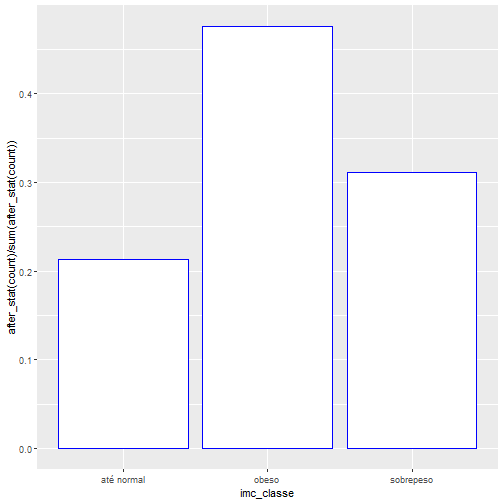 after_stat(count)/sum(after_stat(count))
0.4
0.3
0.2
0.1
0.0
até normal
obeso
sobrepeso
imc_classe